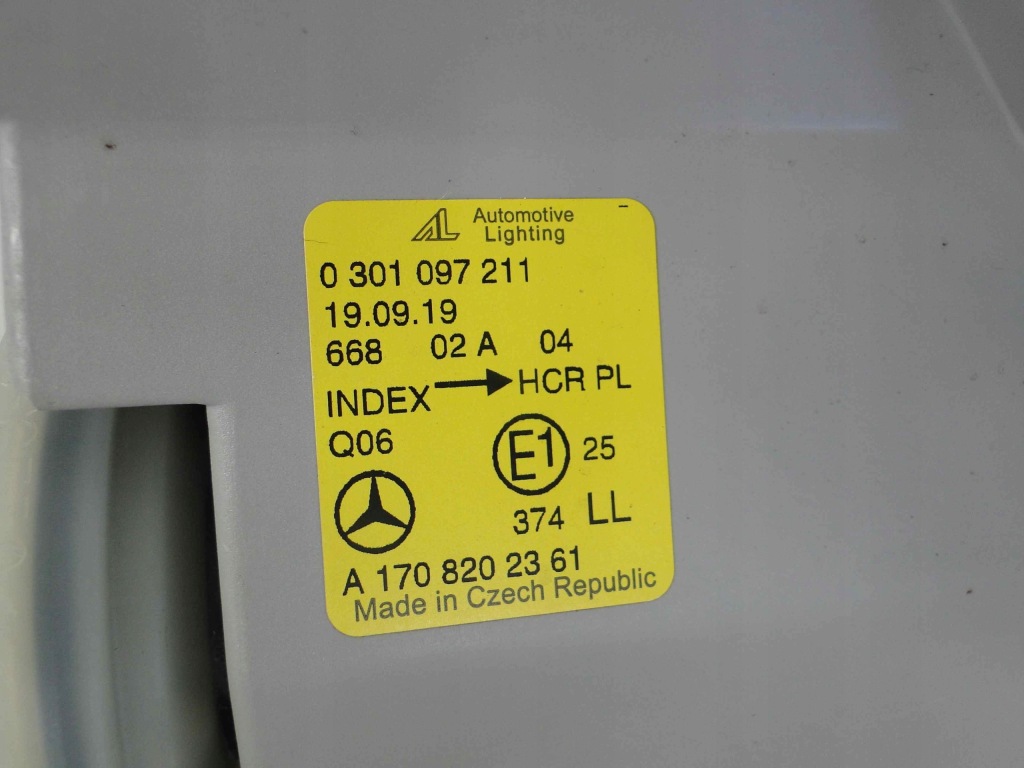 AL Automotive
Lighting
0 301 097 211
19.09.19
668 02 A 04
INDEX → HCR PL
Q06
E1 25
374 LL
A 170 820 23 61
Made in Czech Republic